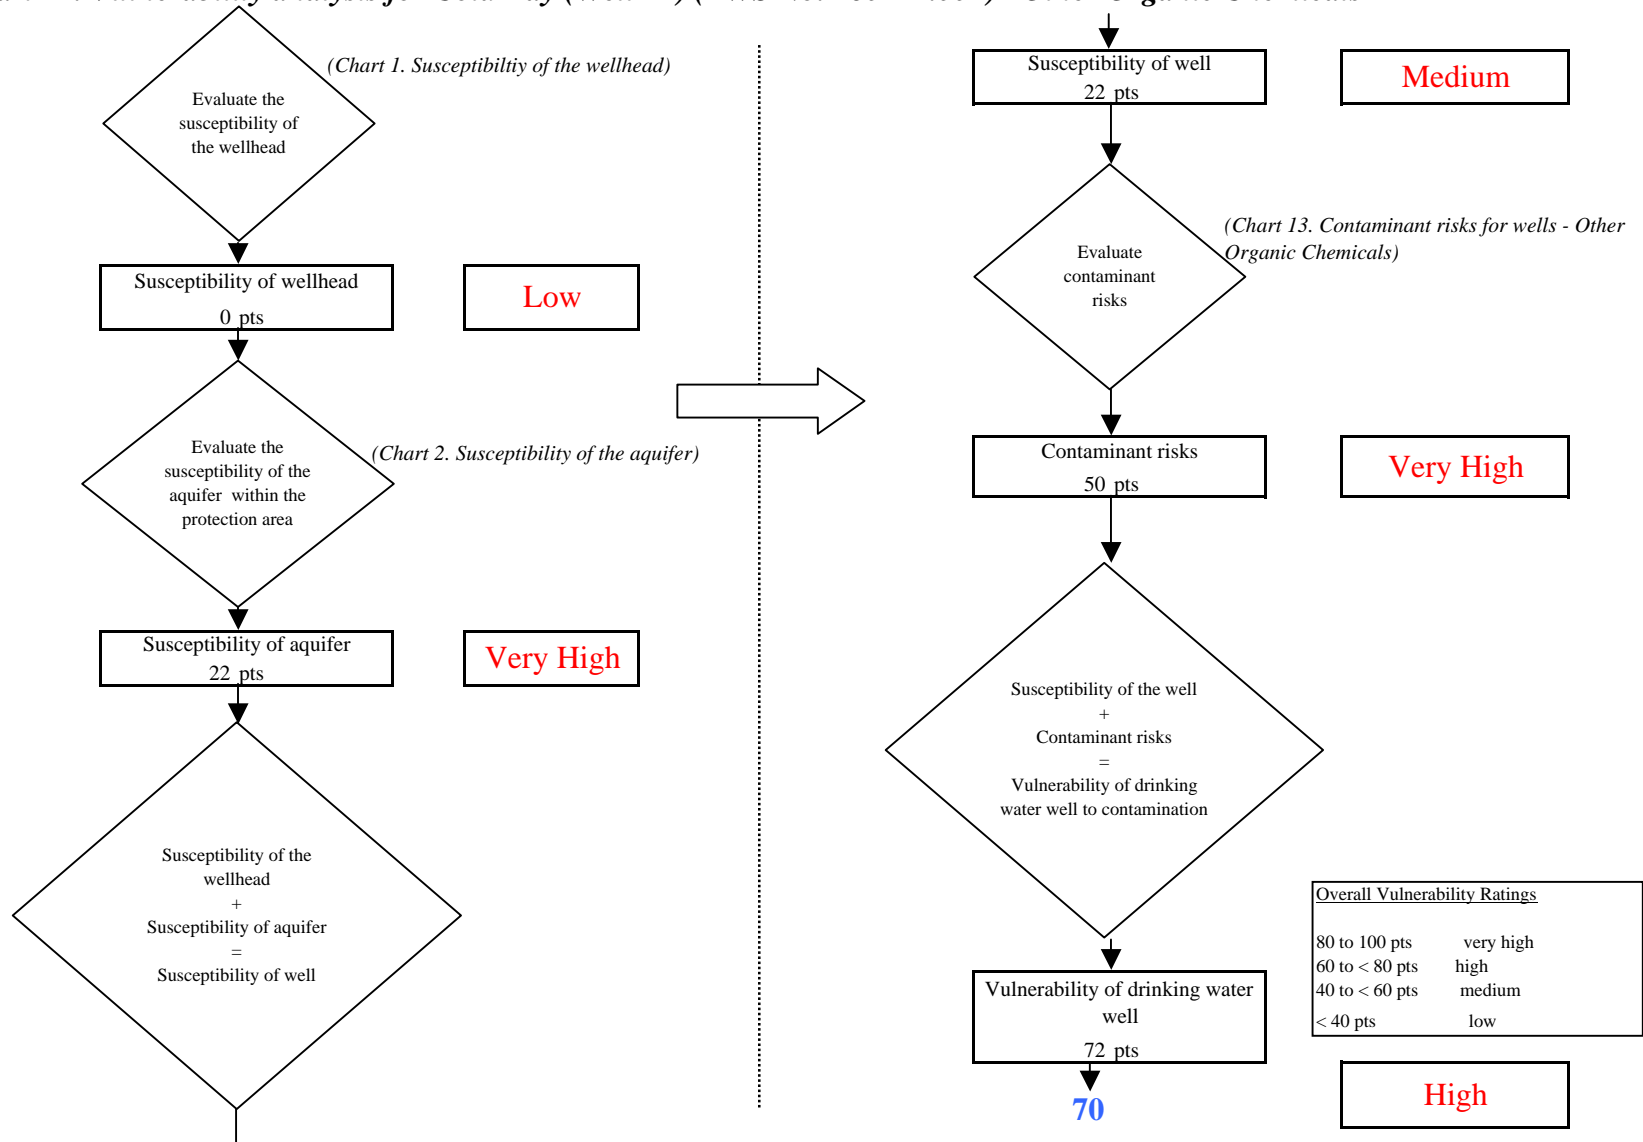 analysis for
Organic Chemicals
(Chart 1. Susceptibiltiy of the wellhead)
Evaluate the
susceptibility of
the wellhead
Susceptibility of wellhead
0 pts
Low
Evaluate the
susceptibility of the
aquifer within the
protection area
(Chart 2. Susceptibility of the aquifer)
Susceptibility of aquifer
22 pts
Very High
Susceptibility of the
wellhead
+
Susceptibility of aquifer
=
Susceptibility of well
Susceptibility of well
22 pts
Medium
(Chart 13. Contaminant risks for wells - Other
Organic Chemicals)
Evaluate
contaminant
risks
Contaminant risks
50 pts
Very High
Susceptibility of the well
+
Contaminant risks
=
Vulnerability of drinking
water well to contamination
Overall Vulnerability Ratings
80 to 100 pts very high
60 to < 80 pts high
40 to < 60 pts medium
< 40 pts low
Vulnerability of drinking water
well
72 pts
70
High